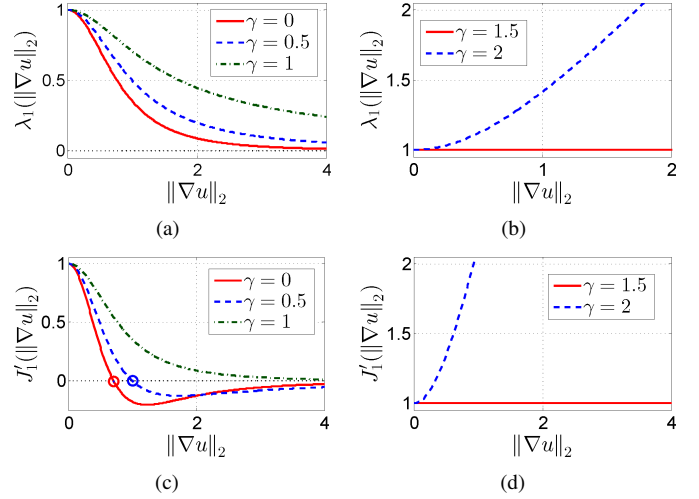 1
0.5
0
λ₁(‖∇u‖₂)
γ = 0
γ = 0.5
γ = 1
0 2 4
‖∇u‖₂
(a)
2
1.5
1
λ₁(‖∇u‖₂)
γ = 1.5
γ = 2
0 1 2
‖∇u‖₂
(b)
1
0.5
0
J′₁(‖∇u‖₂)
γ = 0
γ = 0.5
γ = 1
0 2 4
‖∇u‖₂
(c)
2
1.5
1
J′₁(‖∇u‖₂)
γ = 1.5
γ = 2
0 2 4
‖∇u‖₂
(d)